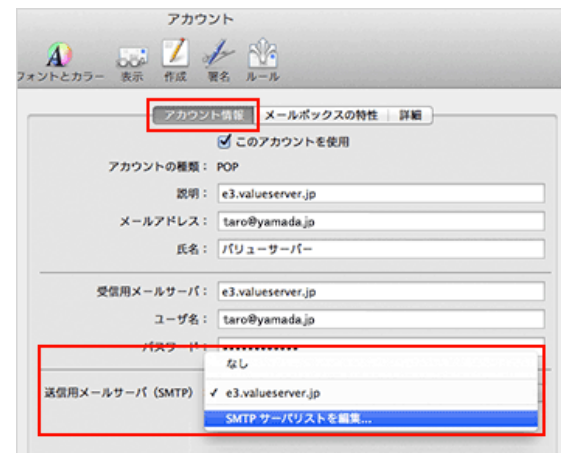 アカウント
フォントとカラー 表示 作成 署名 ルール
アカウント情報 メールボックスの特性 詳細
このアカウントを使用
アカウントの種類： POP
説明： e3.valueserver.jp
メールアドレス： taro@yamada.jp
氏名： バリューサーバー
受信用メールサーバ： e3.valueserver.jp
ユーザ名： taro@yamada.jp
パスワード： ••••••••••••
なし
送信用メールサーバ（SMTP） ✓ e3.valueserver.jp
SMTP サーバリストを編集...